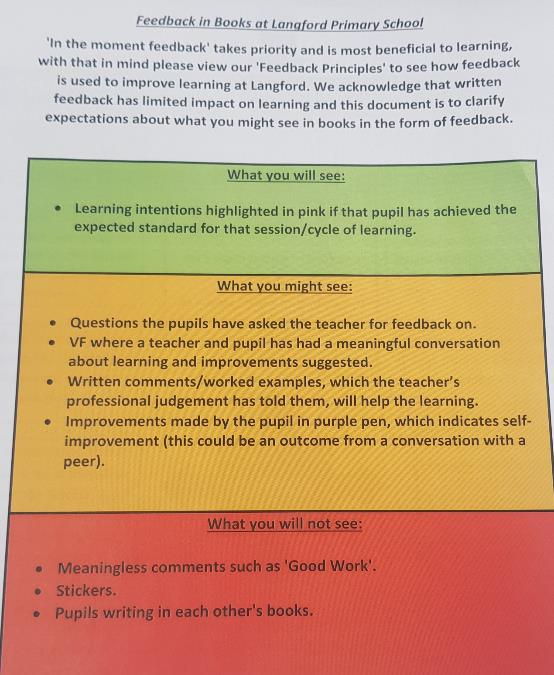 Feedback in Books at Langford Primary School
'In the moment feedback' takes priority and is most beneficial to learning,
with that in mind please view our 'Feedback Principles' to see how feedback
is used to improve learning at Langford. We acknowledge that written
feedback has limited impact on learning and this document is to clarify
expectations about what you might see in books in the form of feedback.
What you will see:
• Learning intentions highlighted in pink if that pupil has achieved the
expected standard for that session/cycle of learning.
What you might see:
• Questions the pupils have asked the teacher for feedback on.
• VF where a teacher and pupil has had a meaningful conversation
about learning and improvements suggested.
• Written comments/worked examples, which the teacher's
professional judgement has told them, will help the learning.
• Improvements made by the pupil in purple pen, which indicates self-
improvement (this could be an outcome from a conversation with a
peer).
What you will not see:
• Meaningless comments such as 'Good Work'.
• Stickers.
• Pupils writing in each other's books.